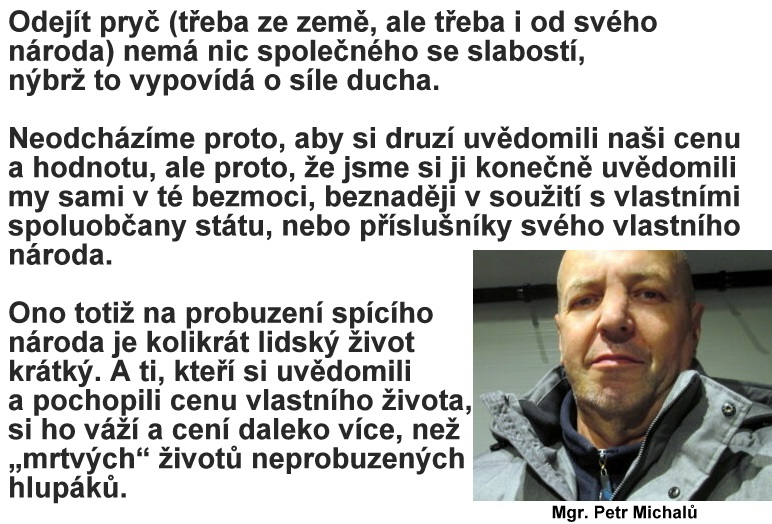 Odejít pryč (třeba ze země, ale třeba i od svého
národa) nemá nic společného se slabostí,
nýbrž to vypovídá o síle ducha.
Neodcházíme proto, aby si druzí uvědomili naši cenu
a hodnotu, ale proto, že jsme si ji konečně uvědomili
my sami v té bezmoci, beznaději v soužití s vlastními
spoluobčany státu, nebo příslušníky svého vlastního
národa.
Ono totiž na probuzení spícího
národa je kolikrát lidský život
krátký. A ti, kteří si uvědomili
a pochopili cenu vlastního života,
si ho váží a cení daleko více, než
„mrtvých“ životů neprobuzených
hlupáků.
Mgr. Petr Michalů